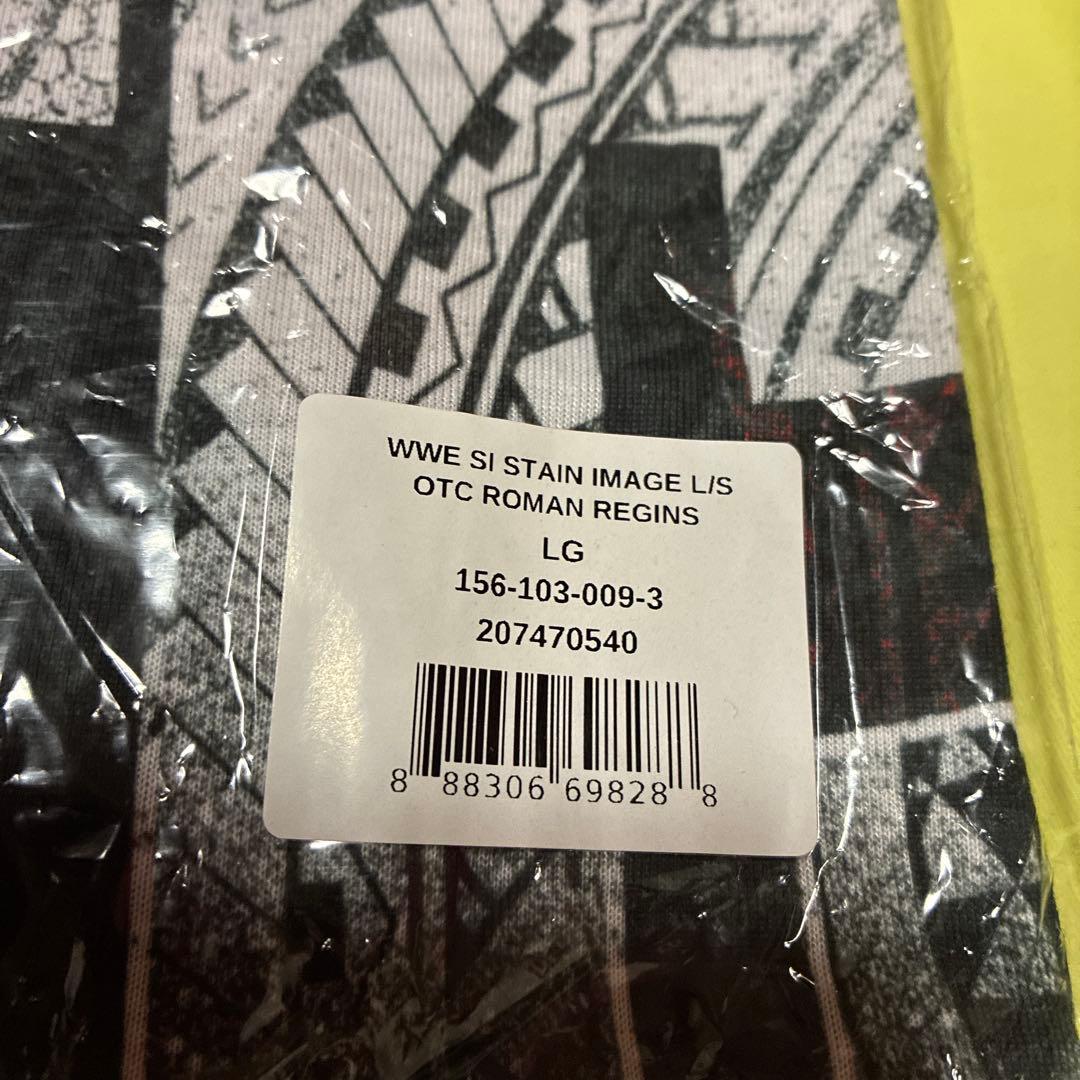 WWE SI STAIN IMAGE L/S
OTC ROMAN REGINS
LG
156-103-009-3
207470540
8 88306 69828 8